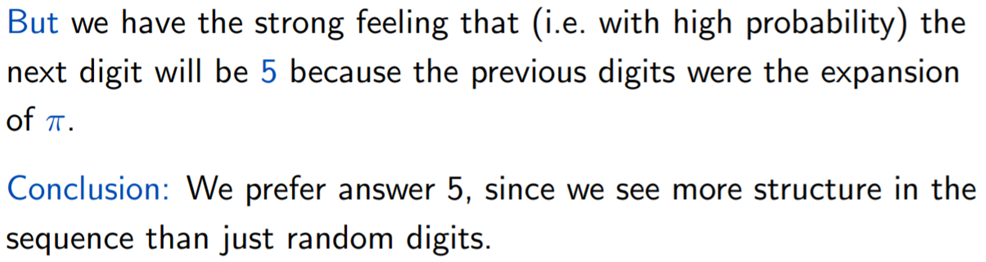 But we have the strong feeling that (i.e. with high probability) the
next digit will be 5 because the previous digits were the expansion
of π.
Conclusion: We prefer answer 5, since we see more structure in the
sequence than just random digits.